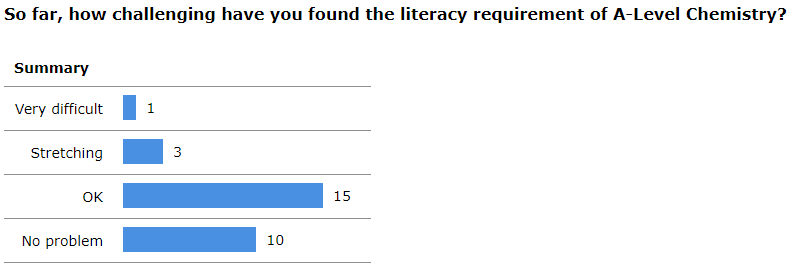 So far, how challenging have you found the literacy requirement of A-Level Chemistry?
Summary
Very difficult 1
Stretching 3
OK 15
No problem 10